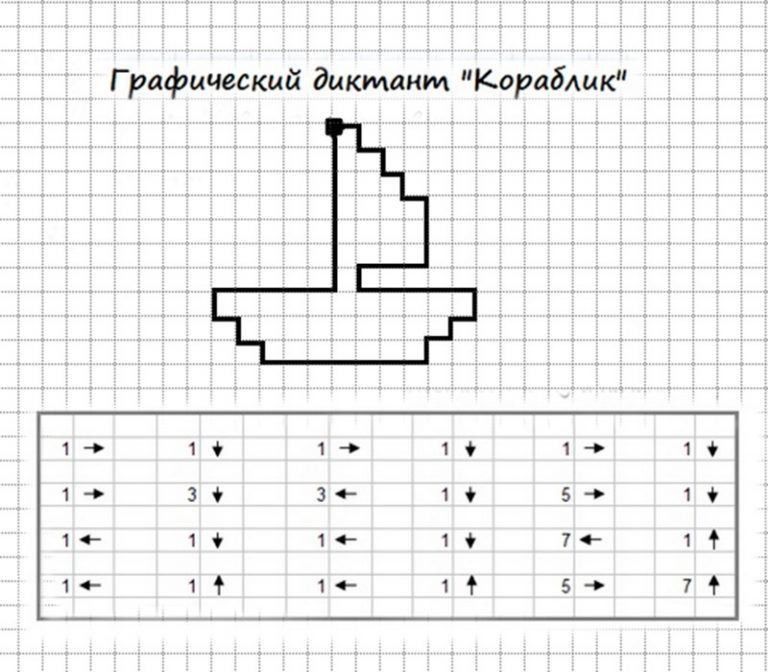 Графический диктант "Кораблик"
1 → 1 ↓ 1 → 1 ↓ 1 → 1 ↓
1 → 3 ↓ 3 ← 1 ↓ 5 → 1 ↓
1 ← 1 ↓ 1 ← 1 ↓ 7 ← 1 ↑
1 ← 1 ↑ 1 ← 1 ↑ 5 → 7 ↑